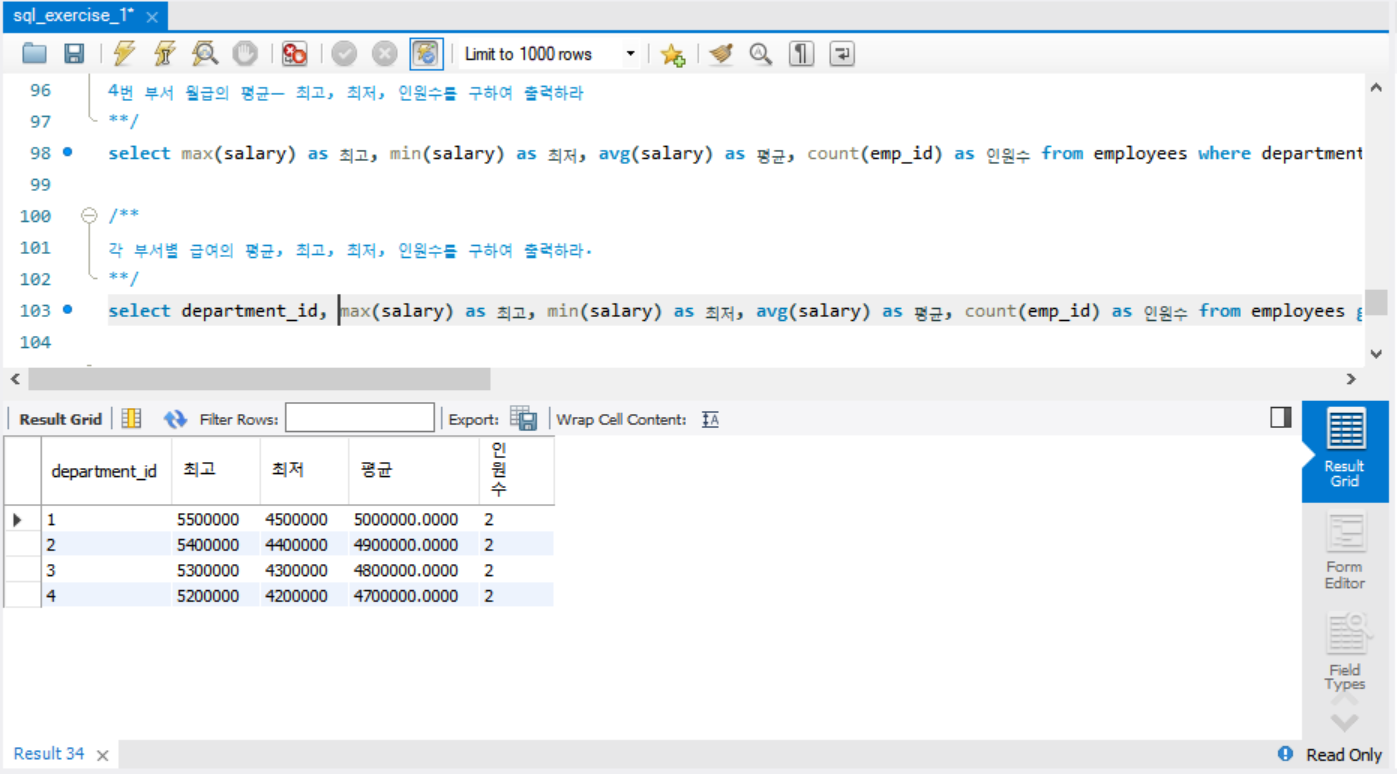 sql_exercise_1*
Limit to 1000 rows
96 4번 부서 월급의 평균— 최고, 최저, 인원수를 구하여 출력하라
97 **/
98 select max(salary) as 최고, min(salary) as 최저, avg(salary) as 평균, count(emp_id) as 인원수 from employees where department
99
100 /**
101 각 부서별 급여의 평균, 최고, 최저, 인원수를 구하여 출력하라.
102 **/
103 select department_id, max(salary) as 최고, min(salary) as 최저, avg(salary) as 평균, count(emp_id) as 인원수 from employees g
104
Result Grid Filter Rows: Export: Wrap Cell Content:
department_id 최고 최저 평균 인원수
1 5500000 4500000 5000000.0000 2
2 5400000 4400000 4900000.0000 2
3 5300000 4300000 4800000.0000 2
4 5200000 4200000 4700000.0000 2
Result
Grid
Form
Editor
Field
Types
Result 34
Read Only